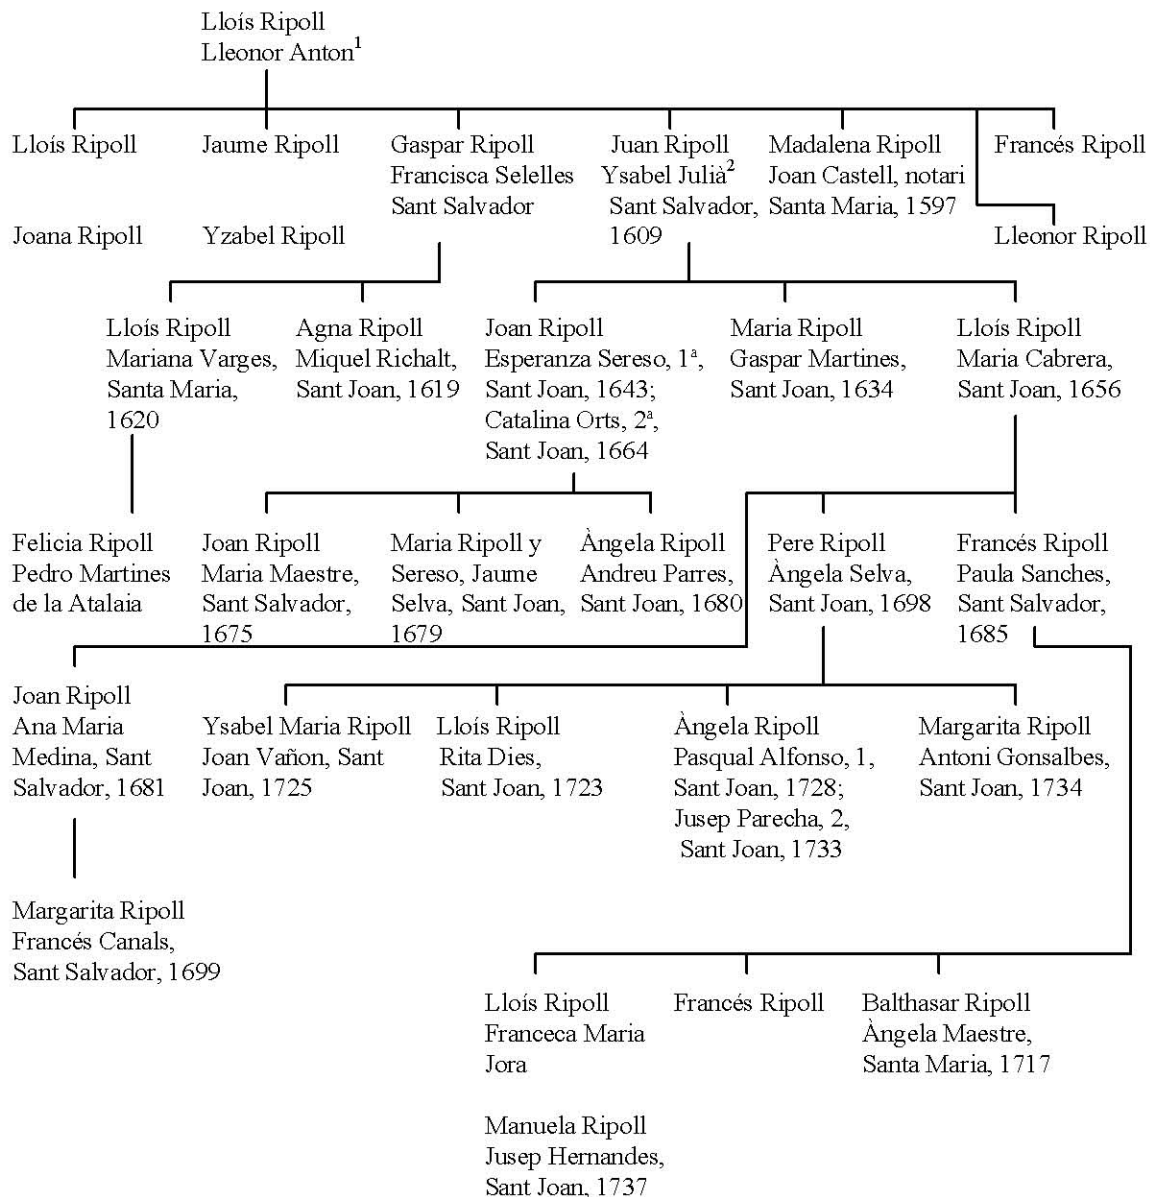 Lloís Ripoll
Lleonor Anton¹
Lloís Ripoll
Jaume Ripoll
Gaspar Ripoll
Francisca Selelles
Sant Salvador
Juan Ripoll
Ysabel Julià²
Sant Salvador,
1609
Madalena Ripoll
Joan Castell, notari
Santa Maria, 1597
Francés Ripoll
Joana Ripoll
Yzabel Ripoll
Lleonor Ripoll
Lloís Ripoll
Mariana Varges,
Santa Maria,
1620
Agna Ripoll
Miquel Richalt,
Sant Joan, 1619
Joan Ripoll
Esperanza Sereso, 1ª,
Sant Joan, 1643;
Catalina Orts, 2ª,
Sant Joan, 1664
Maria Ripoll
Gaspar Martines,
Sant Joan, 1634
Lloís Ripoll
Maria Cabrera,
Sant Joan, 1656
Felicia Ripoll
Pedro Martines
de la Atalaia
Joan Ripoll
Maria Maestre,
Sant Salvador,
1675
Maria Ripoll y
Sereso, Jaume
Selva, Sant Joan,
1679
Àngela Ripoll
Andreu Parres,
Sant Joan, 1680
Pere Ripoll
Àngela Selva,
Sant Joan, 1698
Francés Ripoll
Paula Sanches,
Sant Salvador,
1685
Joan Ripoll
Ana Maria
Medina, Sant
Salvador, 1681
Ysabel Maria Ripoll
Joan Vañon, Sant
Joan, 1725
Lloís Ripoll
Rita Dies,
Sant Joan, 1723
Àngela Ripoll
Pasqual Alfonso, 1,
Sant Joan, 1728;
Jusep Parecha, 2,
Sant Joan, 1733
Margarita Ripoll
Antoni Gonsalbes,
Sant Joan, 1734
Margarita Ripoll
Francés Canals,
Sant Salvador, 1699
Lloís Ripoll
Franceca Maria
Jora
Francés Ripoll
Balthasar Ripoll
Àngela Maestre,
Santa Maria, 1717
Manuela Ripoll
Jusep Hernandes,
Sant Joan, 1737